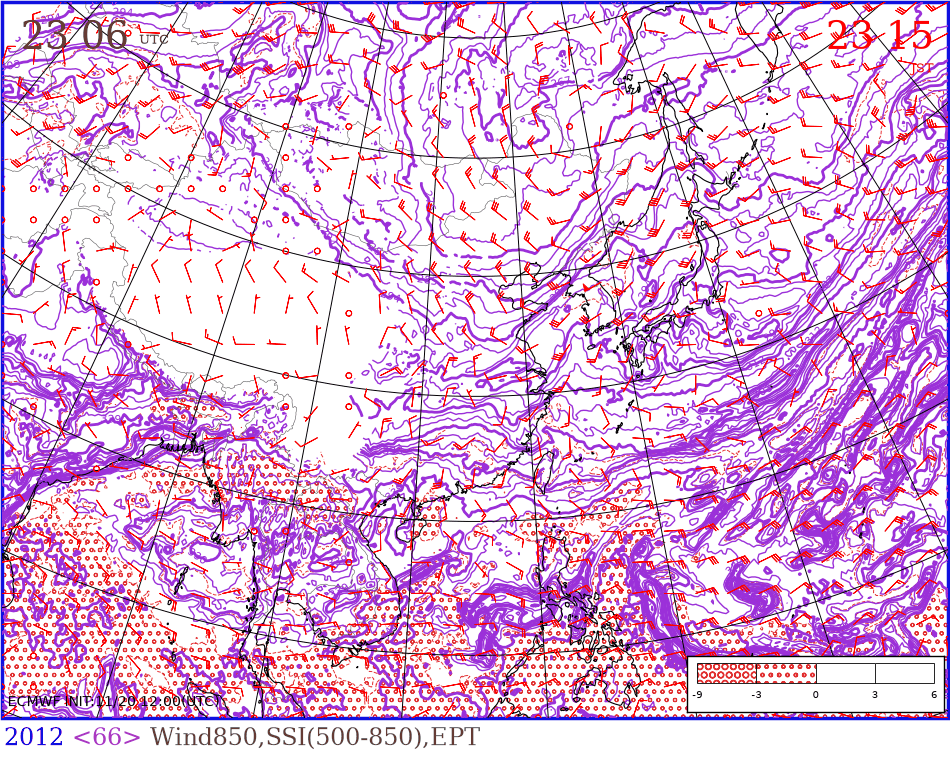 23 06 UTC
23 15
ECMWF INIT:11/20 12:00(UTC)
-9 -3 0 3 6
2012 <66> Wind850,SSI(500-850),EPT